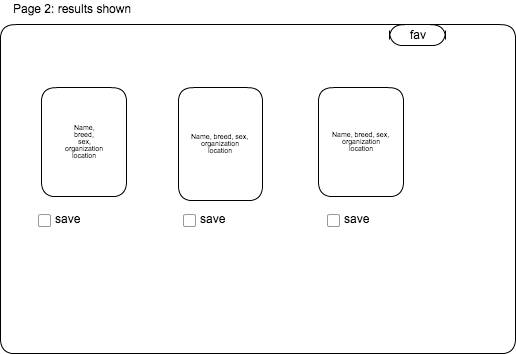 Page 2: results shown
fav
Name,
breed,
sex,
organization
location
Name, breed, sex,
organization
location
Name, breed, sex,
organization
location
save
save
save